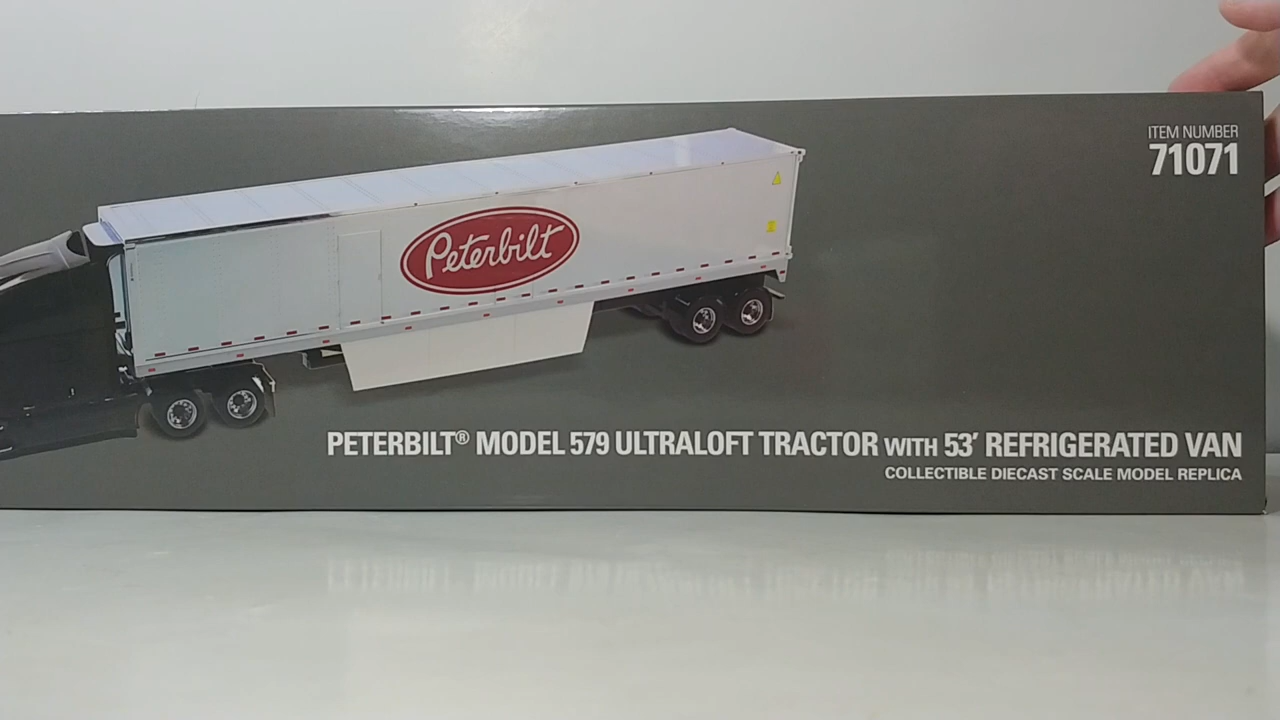 ITEM NUMBER
71071
Peterbilt
PETERBILT® MODEL 579 ULTRALOFT TRACTOR WITH 53' REFRIGERATED VAN
COLLECTIBLE DIECAST SCALE MODEL REPLICA